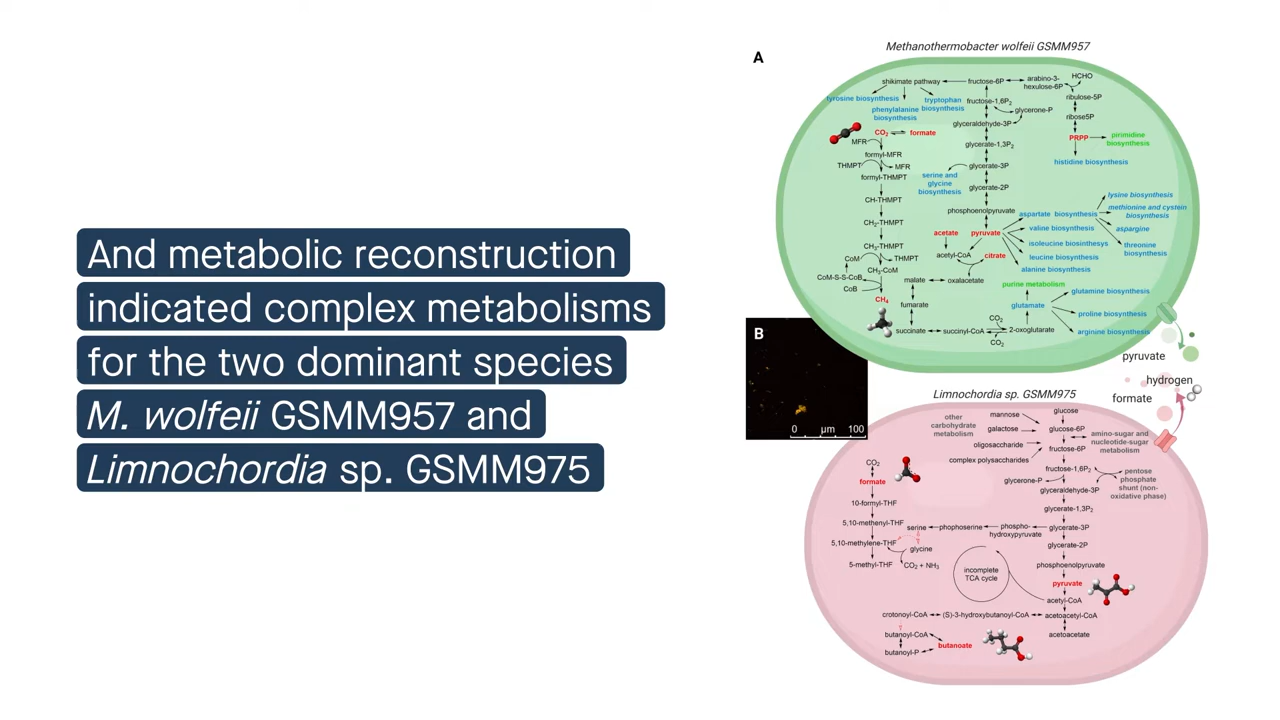 And metabolic reconstruction
indicated complex metabolisms
for the two dominant species
M. wolfeii GSMM957 and
Limnochordia sp. GSMM975
A
Methanothermobacter wolfeii GSMM957
shikimate pathway
fructose-6P
arabino-3-
hexulose-6P
HCHO
tyrosine biosynthesis
phenylalanine
biosynthesis
tryptophan
biosynthesis
fructose-1,6P₂
glycerone-P
ribulose-5P
glyceraldehyde-3P
ribose5P
CO₂
formate
MFR
PRPP
pirimidine
biosynthesis
glycerate-1,3P₂
formyl-MFR
THMPT
MFR
histidine biosynthesis
glycerate-3P
formyl-THMPT
serine and
glycine
biosynthesis
glycerate-2P
CH-THMPT
phosphoenolpyruvate
CH₂-THMPT
aspartate biosynthesis
lysine biosynthesis
methionine and cystein
biosynthesis
aspargine
threonine
biosynthesis
valine biosynthesis
isoleucine biosinthesys
leucine biosynthesis
alanine biosynthesis
acetate
pyruvate
CH₃-THMPT
acetyl-CoA
citrate
CoM
THMPT
CH₃-CoM
CoM-S-S-CoB
CoB
malate
oxalacetate
purine metabolism
CH₄
fumarate
glutamate
glutamine biosynthesis
proline biosynthesis
arginine biosynthesis
succinate
succinyl-CoA
CO₂
CO₂
2-oxoglutarate
pyruvate
hydrogen
formate
B
0 µm 100
Limnochordia sp. GSMM975
other
carbohydrate
metabolism
mannose
galactose
oligosaccharide
complex polysaccharides
glucose
glucose-6P
fructose-6P
amino-sugar and
nucleotide-sugar
metabolism
CO₂
formate
fructose-1,6P₂
glycerone-P
glyceraldehyde-3P
pentose
phosphate
shunt (non-
oxidative phase)
10-formyl-THF
glycerate-1,3P₂
5,10-methenyl-THF
serine
phophoserine
phospho-
hydroxypyruvate
glycerate-3P
5,10-methylene-THF
?
glycine
glycerate-2P
5-methyl-THF
CO₂ + NH₃
phosphoenolpyruvate
incomplete
TCA cycle
pyruvate
acetyl-CoA
crotonoyl-CoA
(S)-3-hydroxybutanoyl-CoA
acetoacetyl-CoA
?
butanoyl-CoA
acetoacetate
butanoate
butanoyl-P